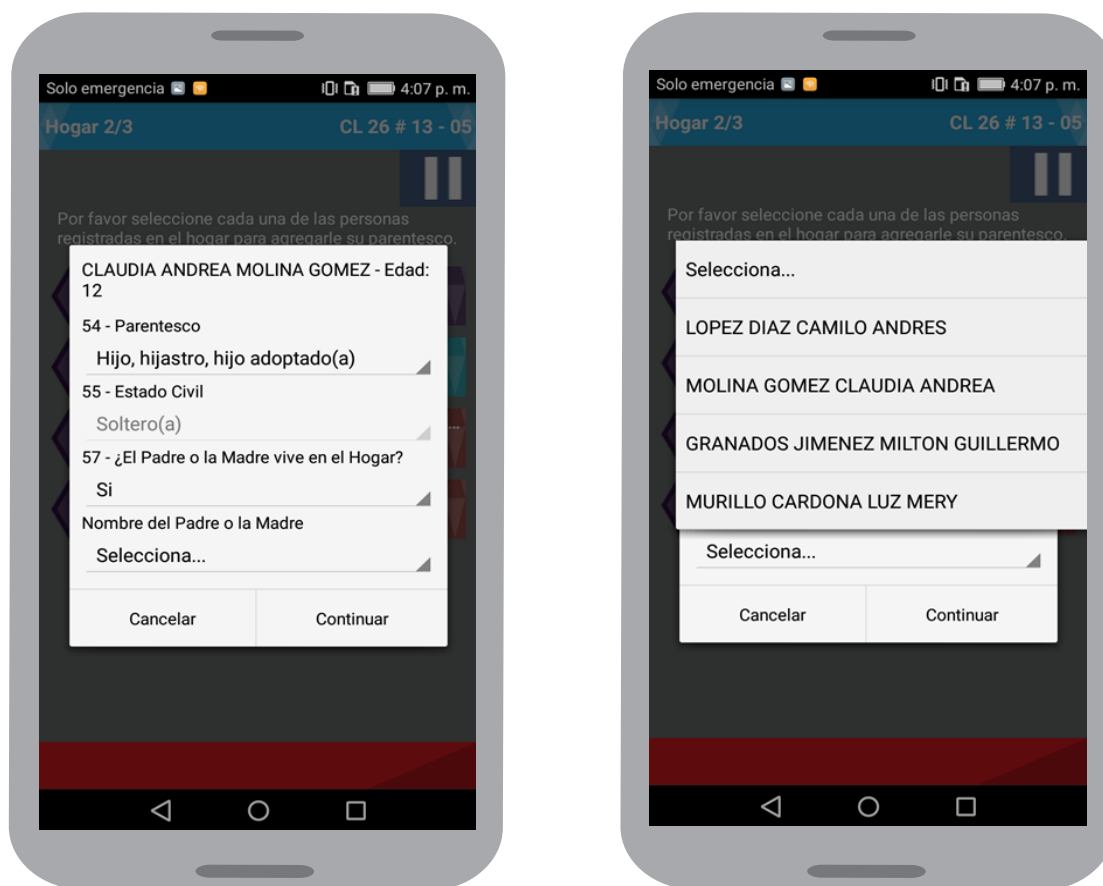 Solo emergencia 4:07 p. m.
Hogar 2/3 CL 26 # 13 - 05
Por favor seleccione cada una de las personas
registradas en el hogar para agregarle su parentesco.
CLAUDIA ANDREA MOLINA GOMEZ - Edad:
12
54 - Parentesco
Hijo, hijastro, hijo adoptado(a)
55 - Estado Civil
Soltero(a)
...
57 - ¿El Padre o la Madre vive en el Hogar?
Si
Nombre del Padre o la Madre
Selecciona...
Cancelar Continuar
Solo emergencia 4:07 p. m.
Hogar 2/3 CL 26 # 13 - 05
Por favor seleccione cada una de las personas
registradas en el hogar para agregarle su parentesco.
Selecciona...
LOPEZ DIAZ CAMILO ANDRES
MOLINA GOMEZ CLAUDIA ANDREA
GRANADOS JIMENEZ MILTON GUILLERMO
MURILLO CARDONA LUZ MERY
Selecciona...
Cancelar Continuar